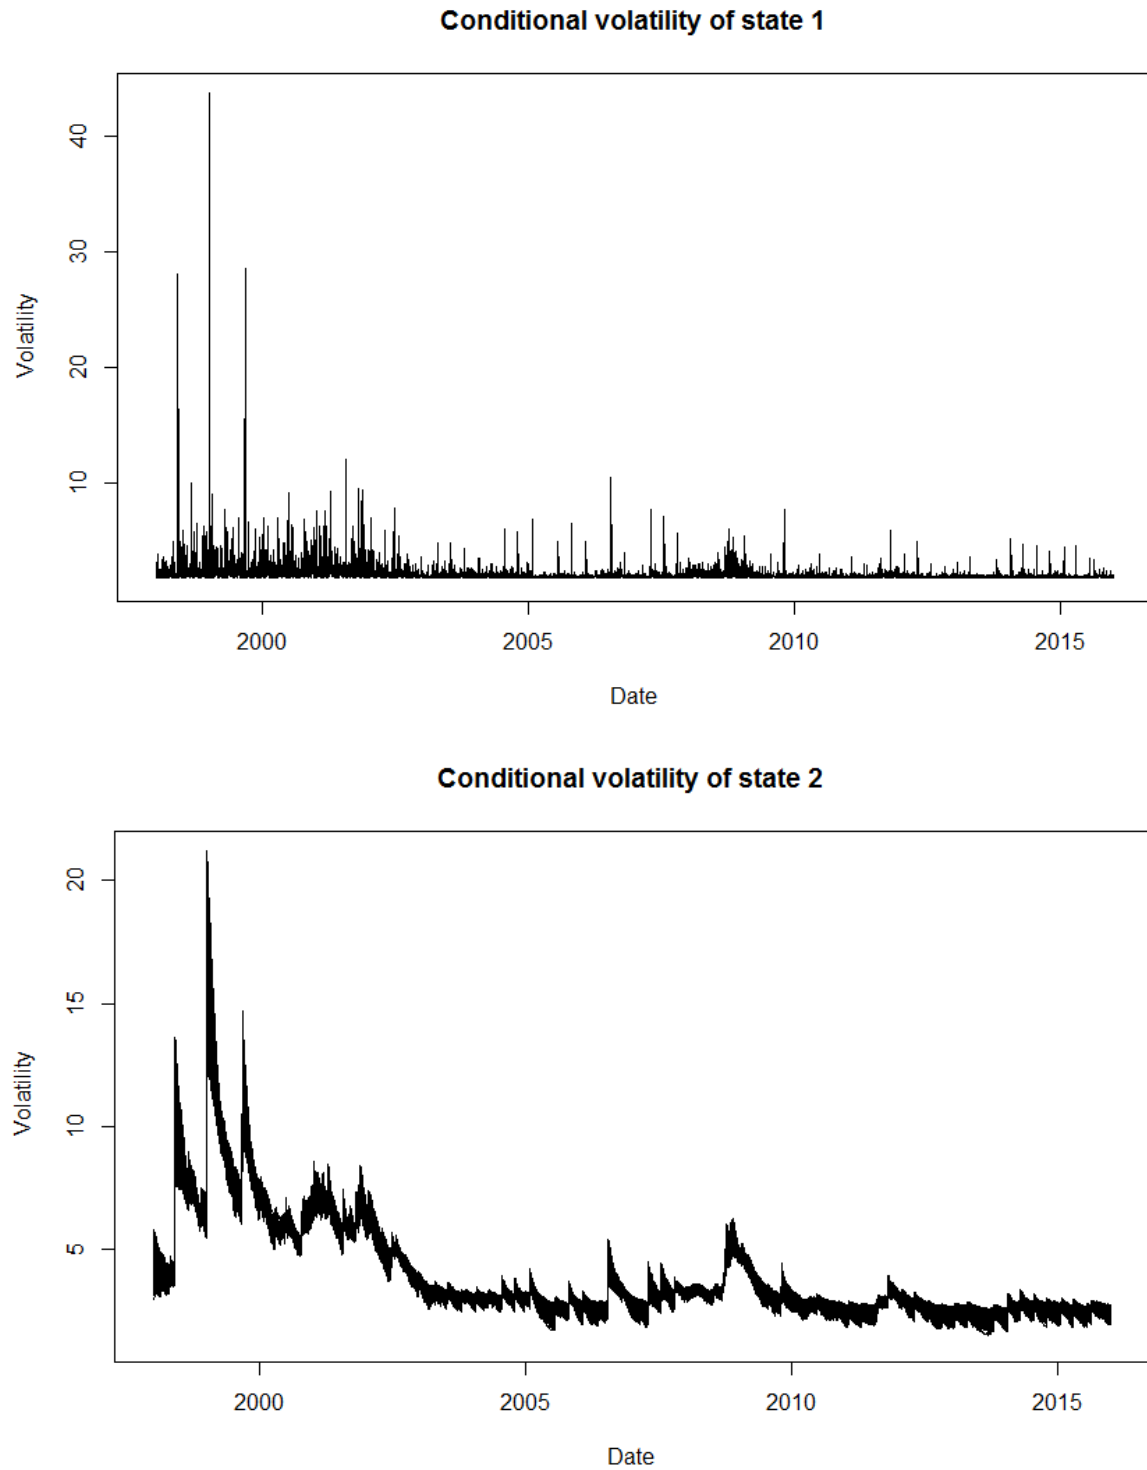 Conditional volatility of state 1
40
30
20
10
Volatility
2000 2005 2010 2015
Date
Conditional volatility of state 2
20
15
10
5
Volatility
2000 2005 2010 2015
Date